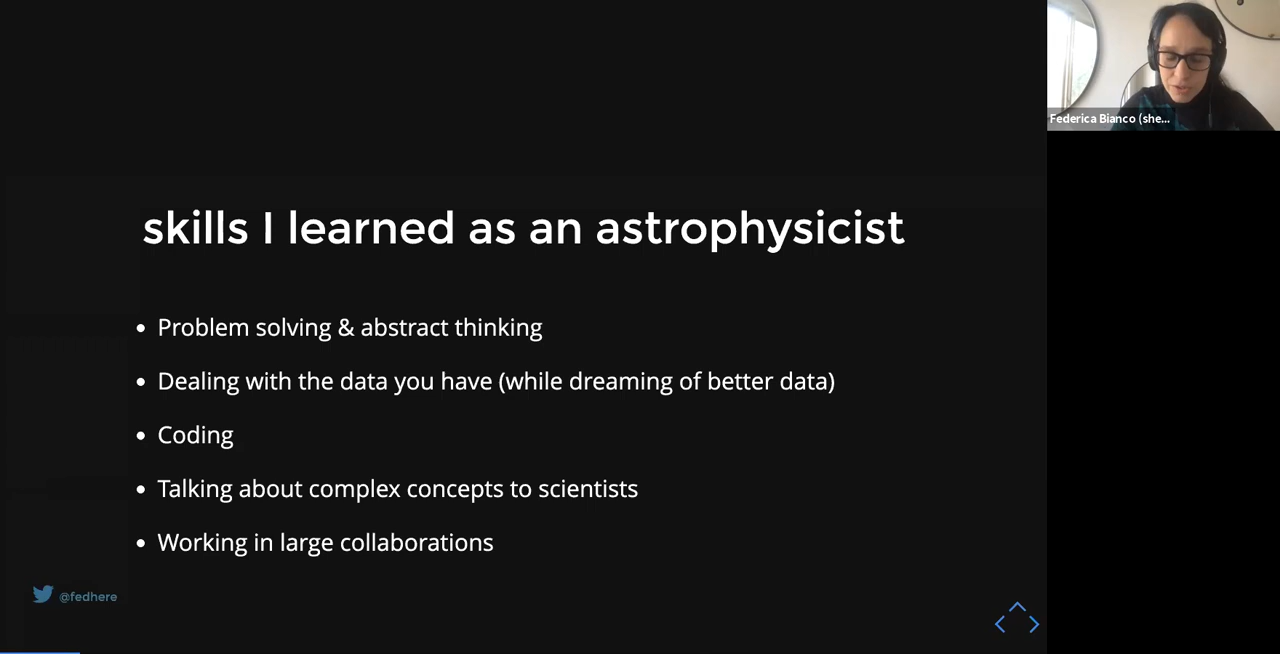 Federica Bianco (she...
skills I learned as an astrophysicist
• Problem solving & abstract thinking
• Dealing with the data you have (while dreaming of better data)
• Coding
• Talking about complex concepts to scientists
• Working in large collaborations
@fedhere